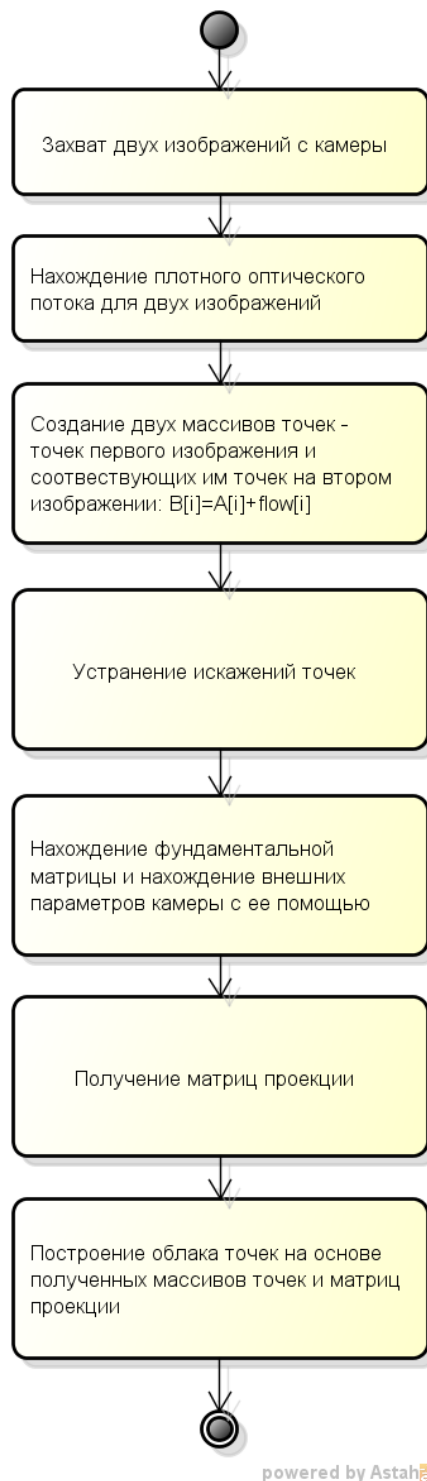 Захват двух изображений с камеры
Нахождение плотного оптического
потока для двух изображений
Создание двух массивов точек -
точек первого изображения и
соотвествующих им точек на втором
изображении: B[i]=A[i]+flow[i]
Устранение искажений точек
Нахождение фундаментальной
матрицы и нахождение внешних
параметров камеры с ее помощью
Получение матриц проекции
Построение облака точек на основе
полученных массивов точек и матриц
проекции
powered by Astah